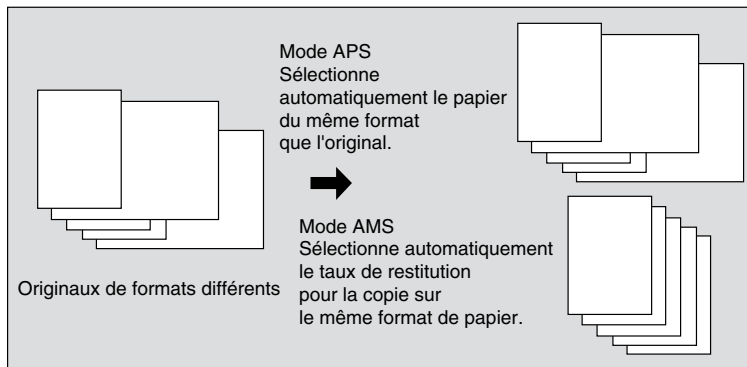 Mode APS
Sélectionne
automatiquement le papier
du même format
que l'original.
Mode AMS
Sélectionne automatiquement
le taux de restitution
pour la copie sur
le même format de papier.
Originaux de formats différents